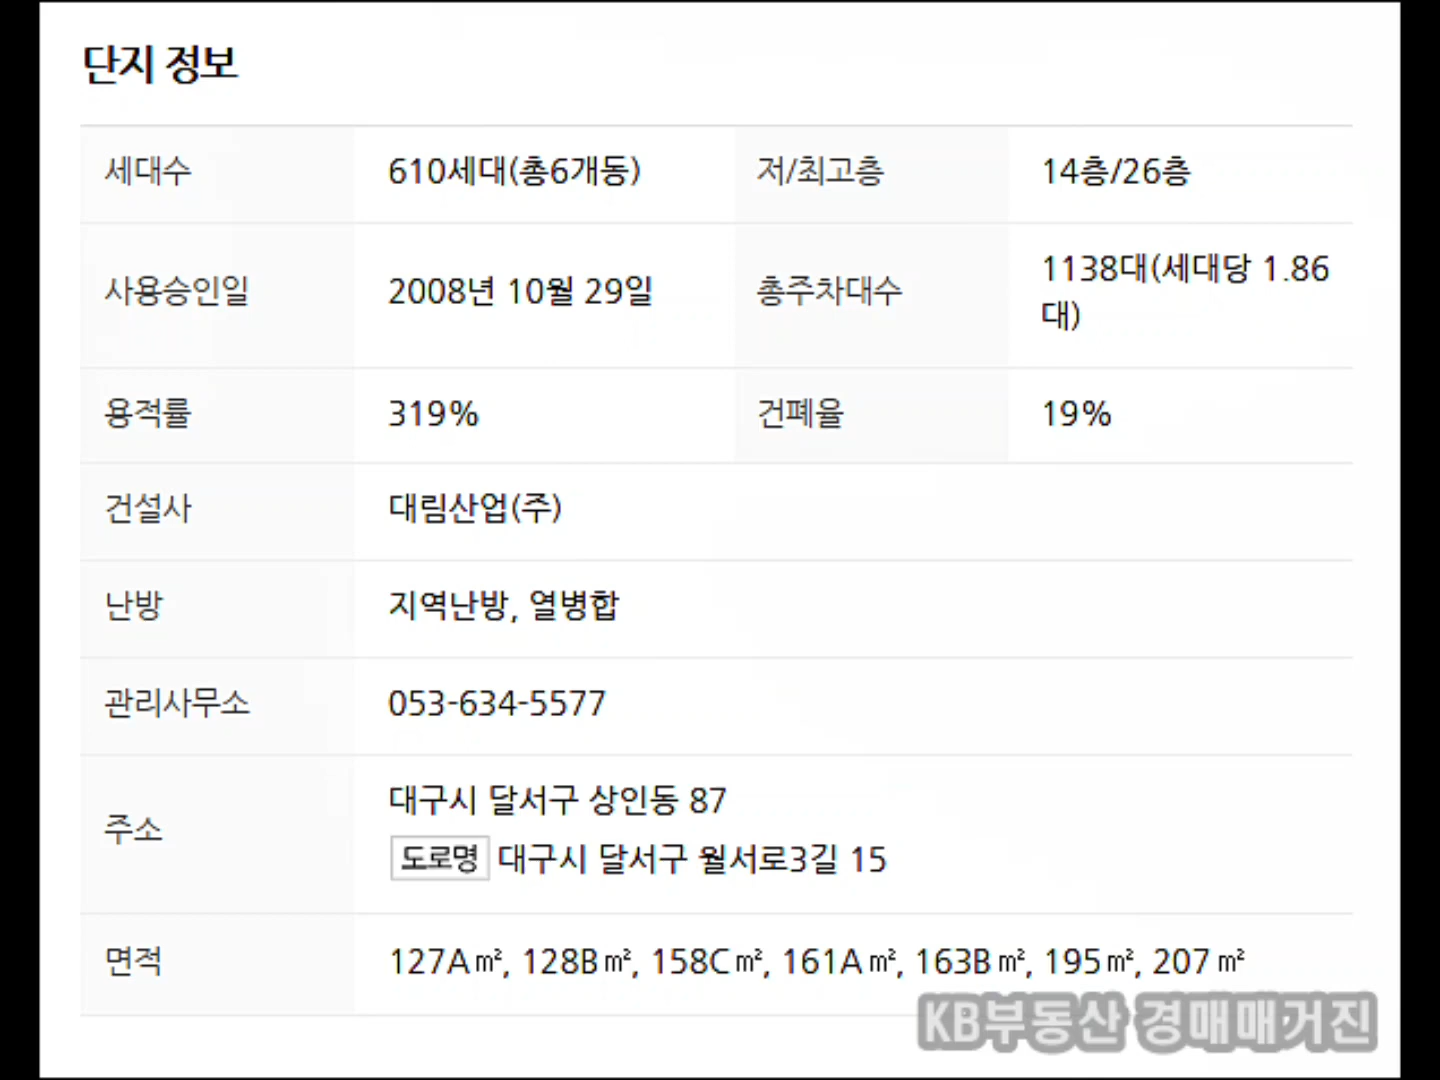 단지 정보
세대수 610세대(총6개동) 저/최고층 14층/26층
사용승인일 2008년 10월 29일 총주차대수 1138대(세대당 1.86
대)
용적률 319% 건폐율 19%
건설사 대림산업(주)
난방 지역난방, 열병합
관리사무소 053-634-5577
주소 대구시 달서구 상인동 87
도로명 대구시 달서구 월서로3길 15
면적 127A㎡, 128B㎡, 158C㎡, 161A㎡, 163B㎡, 195㎡, 207㎡
KB부동산 경매매거진